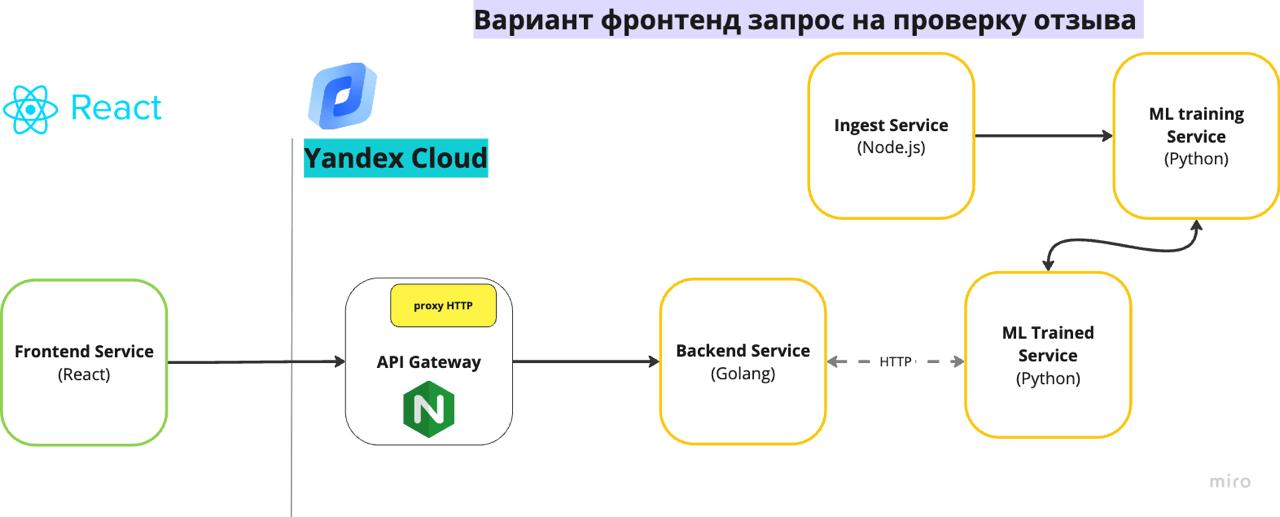 Вариант фронтенд запрос на проверку отзыва
React
Yandex Cloud
Ingest Service
(Node.js)
ML training
Service
(Python)
Frontend Service
(React)
proxy HTTP
API Gateway
N
Backend Service
(Golang)
HTTP
ML Trained
Service
(Python)
miro